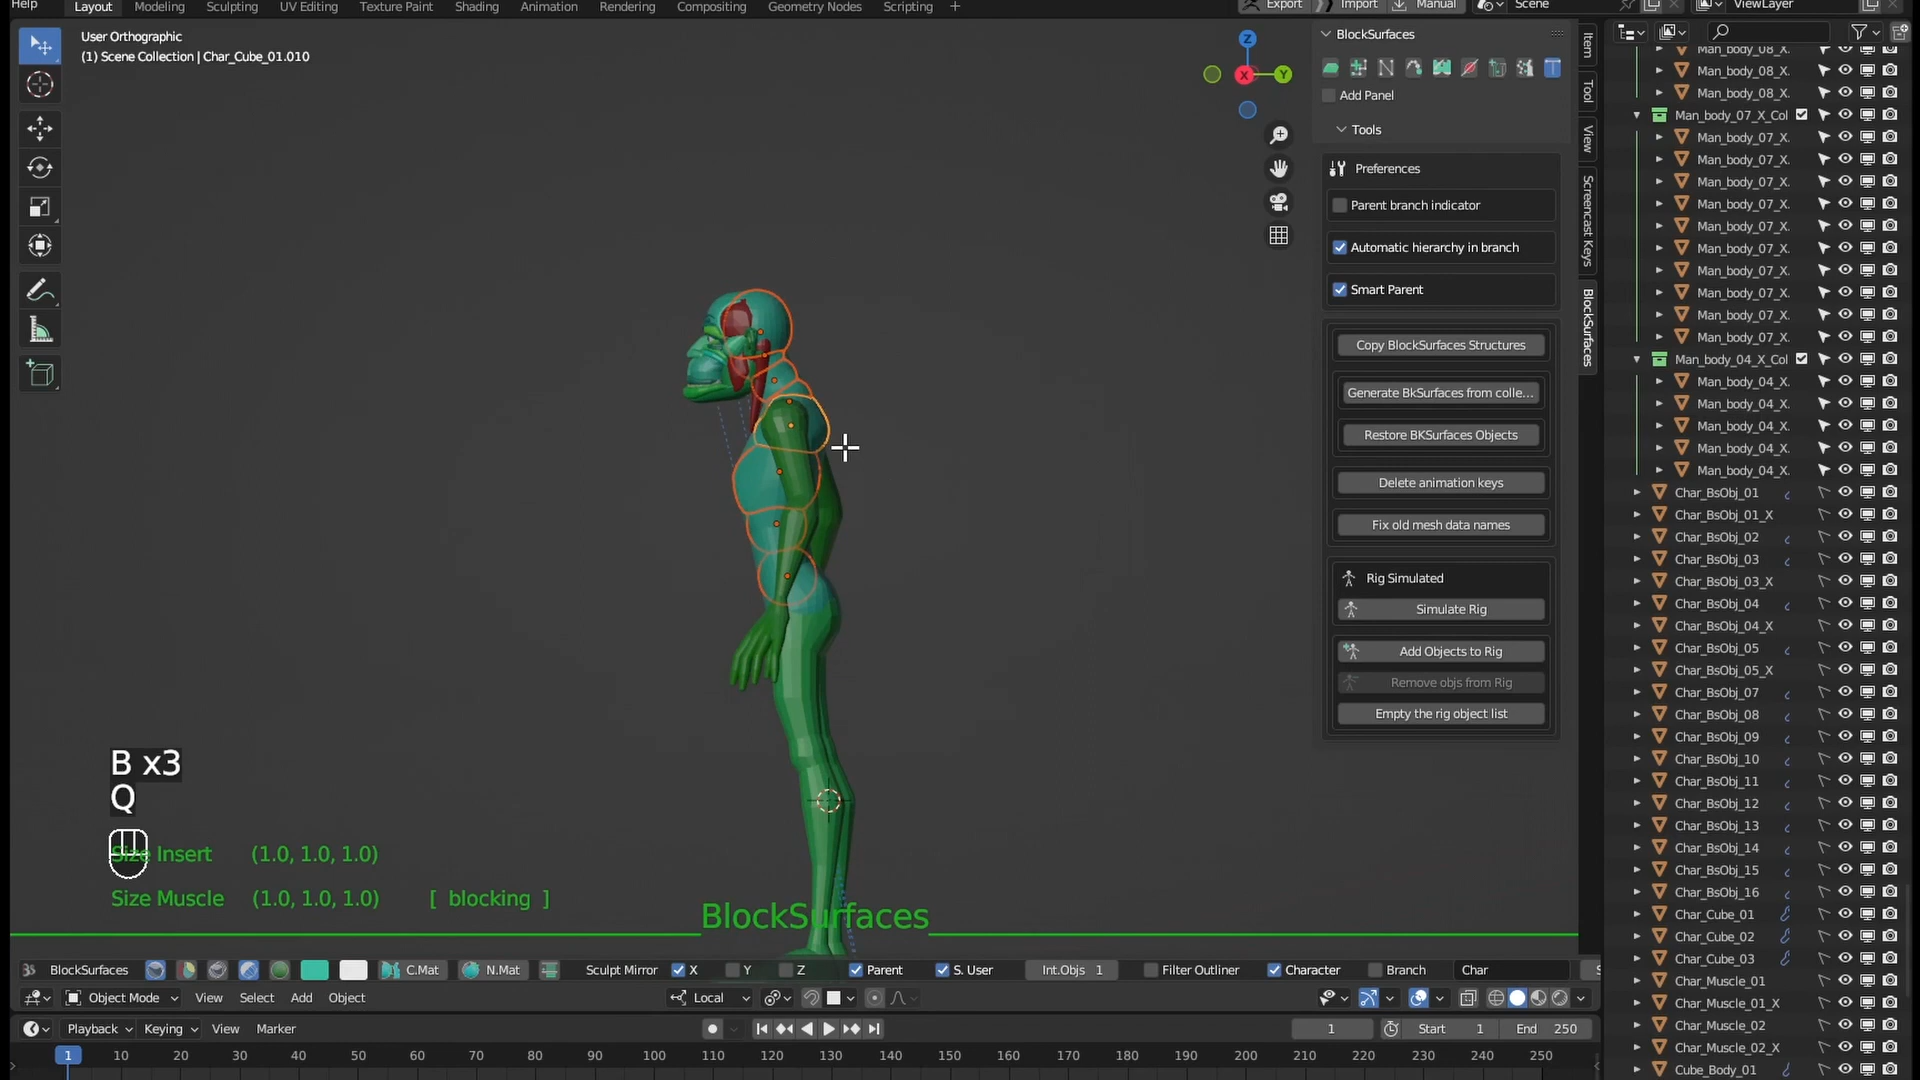 Help
Layout
Modeling
Sculpting
UV Editing
Texture Paint
Shading
Animation
Rendering
Compositing
Geometry Nodes
Scripting
+
Export
Import
Manual
Scene
ViewLayer
User Orthographic
(1) Scene Collection | Char_Cube_01.010
Z
X
Y
BlockSurfaces
Add Panel
Tools
Preferences
Parent branch indicator
Automatic hierarchy in branch
Smart Parent
Copy BlockSurfaces Structures
Generate BkSurfaces from colle...
Restore BKSurfaces Objects
Delete animation keys
Fix old mesh data names
Rig Simulated
Simulate Rig
Add Objects to Rig
Remove objs from Rig
Empty the rig object list
Item
Tool
View
Screencast Keys
BlockSurfaces
Man_body_08_X.
Man_body_08_X.
Man_body_08_X.
Man_body_07_X_Col
Man_body_07_X.
Man_body_07_X.
Man_body_07_X.
Man_body_07_X.
Man_body_07_X.
Man_body_07_X.
Man_body_07_X.
Man_body_07_X.
Man_body_07_X.
Man_body_07_X.
Man_body_04_X_Col
Man_body_04_X.
Man_body_04_X.
Man_body_04_X.
Man_body_04_X.
Man_body_04_X.
Char_BsObj_01
Char_BsObj_01_X
Char_BsObj_02
Char_BsObj_03
Char_BsObj_03_X
Char_BsObj_04
Char_BsObj_04_X
Char_BsObj_05
Char_BsObj_05_X
Char_BsObj_07
Char_BsObj_08
Char_BsObj_09
Char_BsObj_10
Char_BsObj_11
Char_BsObj_12
Char_BsObj_13
Char_BsObj_14
Char_BsObj_15
Char_BsObj_16
Char_Cube_01
Char_Cube_02
Char_Cube_03
Char_Muscle_01
Char_Muscle_01_X
Char_Muscle_02
Char_Muscle_02_X
Cube_Body_01
B x3
Q
Size Insert (1.0, 1.0, 1.0)
Size Muscle (1.0, 1.0, 1.0) [ blocking ]
BlockSurfaces
BlockSurfaces
C.Mat
N.Mat
Sculpt Mirror
X
Y
Z
Parent
S. User
Int.Objs 1
Filter Outliner
Character
Branch
Char
Object Mode
View
Select
Add
Object
Local
Playback
Keying
View
Marker
1
Start 1
End 250
1 10 20 30 40 50 60 70 80 90 100 110 120 130 140 150 160 170 180 190 200 210 220 230 240 250